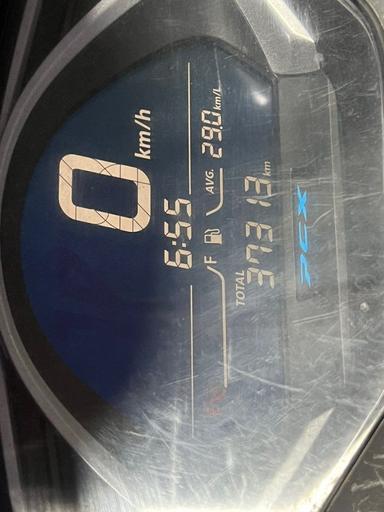 0 km/h
6:55
F AVG. 29.0 km/L
TOTAL 37313 km
PCX